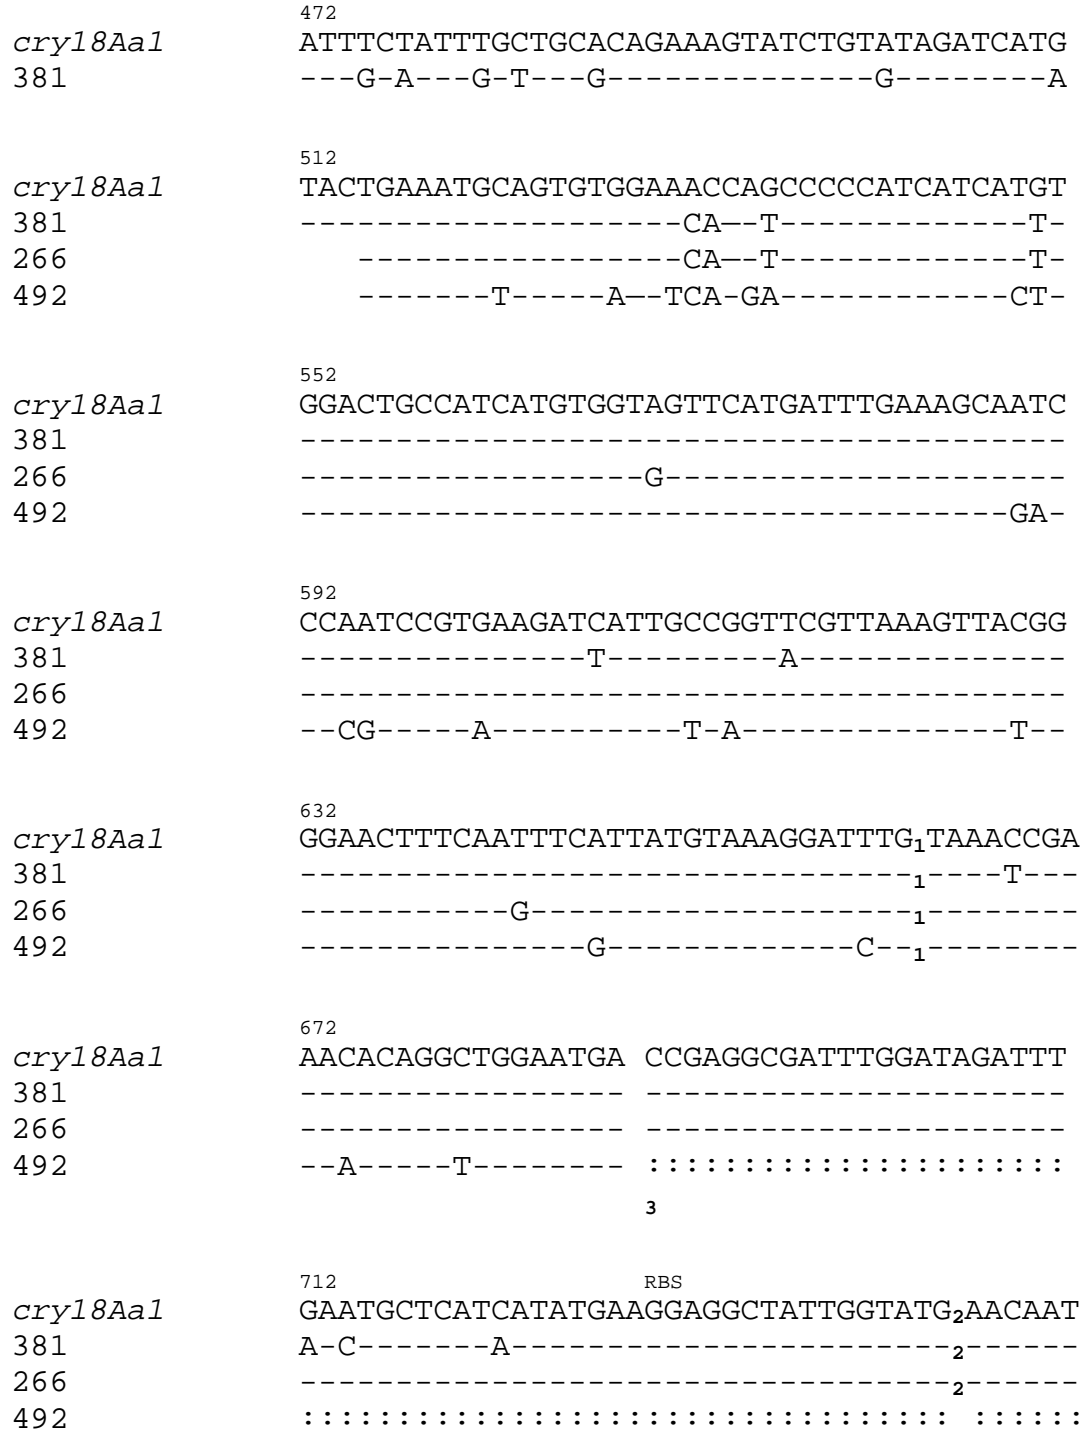 472
cry18Aa1 ATTTCTATTTGCTGCACAGAAAGTATCTGTATAGATCATG
381 ---G-A---G-T---G--------------G--------A
512
cry18Aa1 TACTGAAATGCAGTGTGGAAACCAGCCCCCATCATCATGT
381 --------------------CA—-T-------------T-
266 -----------------CA—-T-------------T-
492 -------T-----A—-TCA-GA------------CT-
552
cry18Aa1 GGACTGCCATCATGTGGTAGTTCATGATTTGAAAGCAATC
381 ----------------------------------------
266 ------------------G---------------------
492 -------------------------------------GA-
592
cry18Aa1 CCAATCCGTGAAGATCATTGCCGGTTCGTTAAAGTTACGG
381 ---------------T---------A--------------
266 ----------------------------------------
492 --CG-----A----------T-A--------------T--
632
cry18Aa1 GGAACTTTCAATTTCATTATGTAAAGGATTTG1TAAACCGA
381 --------------------------------1----T---
266 -----------G--------------------1--------
492 ---------------G-------------C--1--------
672
cry18Aa1 AACACAGGCTGGAATGA CCGAGGCGATTTGGATAGATTT
381 ----------------- ----------------------
266 ----------------- ----------------------
492 --A-----T-------- ::::::::::::::::::::::
3
712 RBS
cry18Aa1 GAATGCTCATCATATGAAGGAGGCTATTGGTATG2AACAAT
381 A-C-------A-----------------------2------
266 ----------------------------------2------
492 :::::::::::::::::::::::::::::::::: ::::::